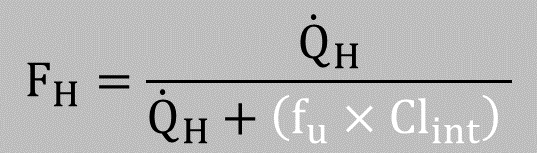 F_H = Q̇_H / (Q̇_H + (f_u × Cl_int))